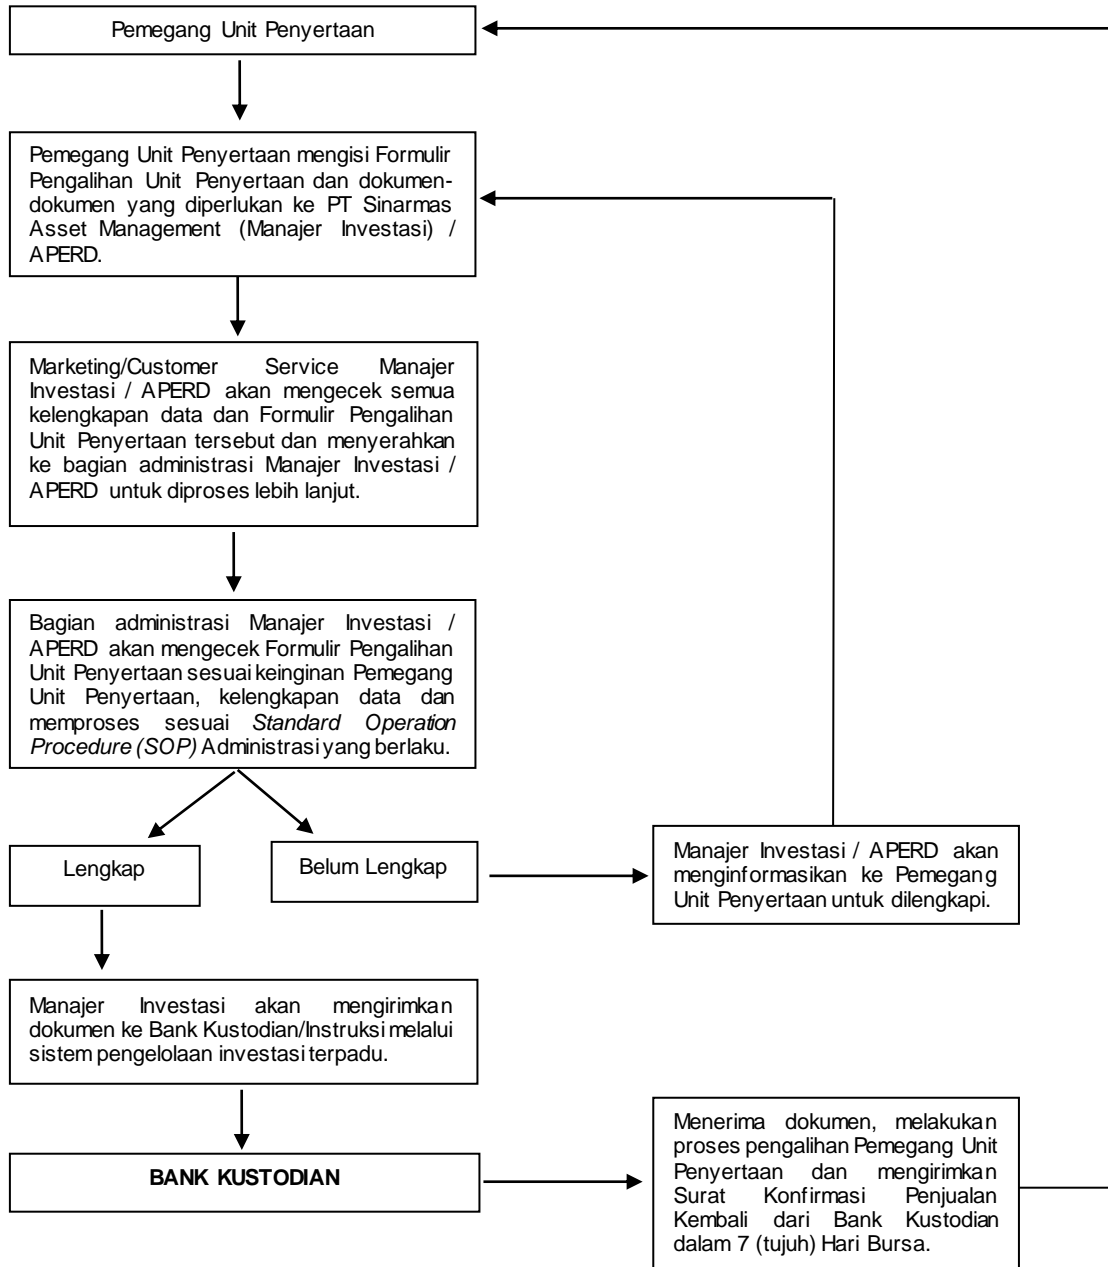 Pemegang Unit Penyertaan
Pemegang Unit Penyertaan mengisi Formulir
Pengalihan Unit Penyertaan dan dokumen-
dokumen yang diperlukan ke PT Sinarmas
Asset Management (Manajer Investasi) /
APERD.
Marketing/Customer Service Manajer
Investasi / APERD akan mengecek semua
kelengkapan data dan Formulir Pengalihan
Unit Penyertaan tersebut dan menyerahkan
ke bagian administrasi Manajer Investasi /
APERD untuk diproses lebih lanjut.
Bagian administrasi Manajer Investasi /
APERD akan mengecek Formulir Pengalihan
Unit Penyertaan sesuai keinginan Pemegang
Unit Penyertaan, kelengkapan data dan
memproses sesuai Standard Operation
Procedure (SOP) Administrasi yang berlaku.
Lengkap
Belum Lengkap
Manajer Investasi / APERD akan
menginformasikan ke Pemegang
Unit Penyertaan untuk dilengkapi.
Manajer Investasi akan mengirimkan
dokumen ke Bank Kustodian/Instruksi melalui
sistem pengelolaan investasi terpadu.
BANK KUSTODIAN
Menerima dokumen, melakukan
proses pengalihan Pemegang Unit
Penyertaan dan mengirimkan
Surat Konfirmasi Penjualan
Kembali dari Bank Kustodian
dalam 7 (tujuh) Hari Bursa.